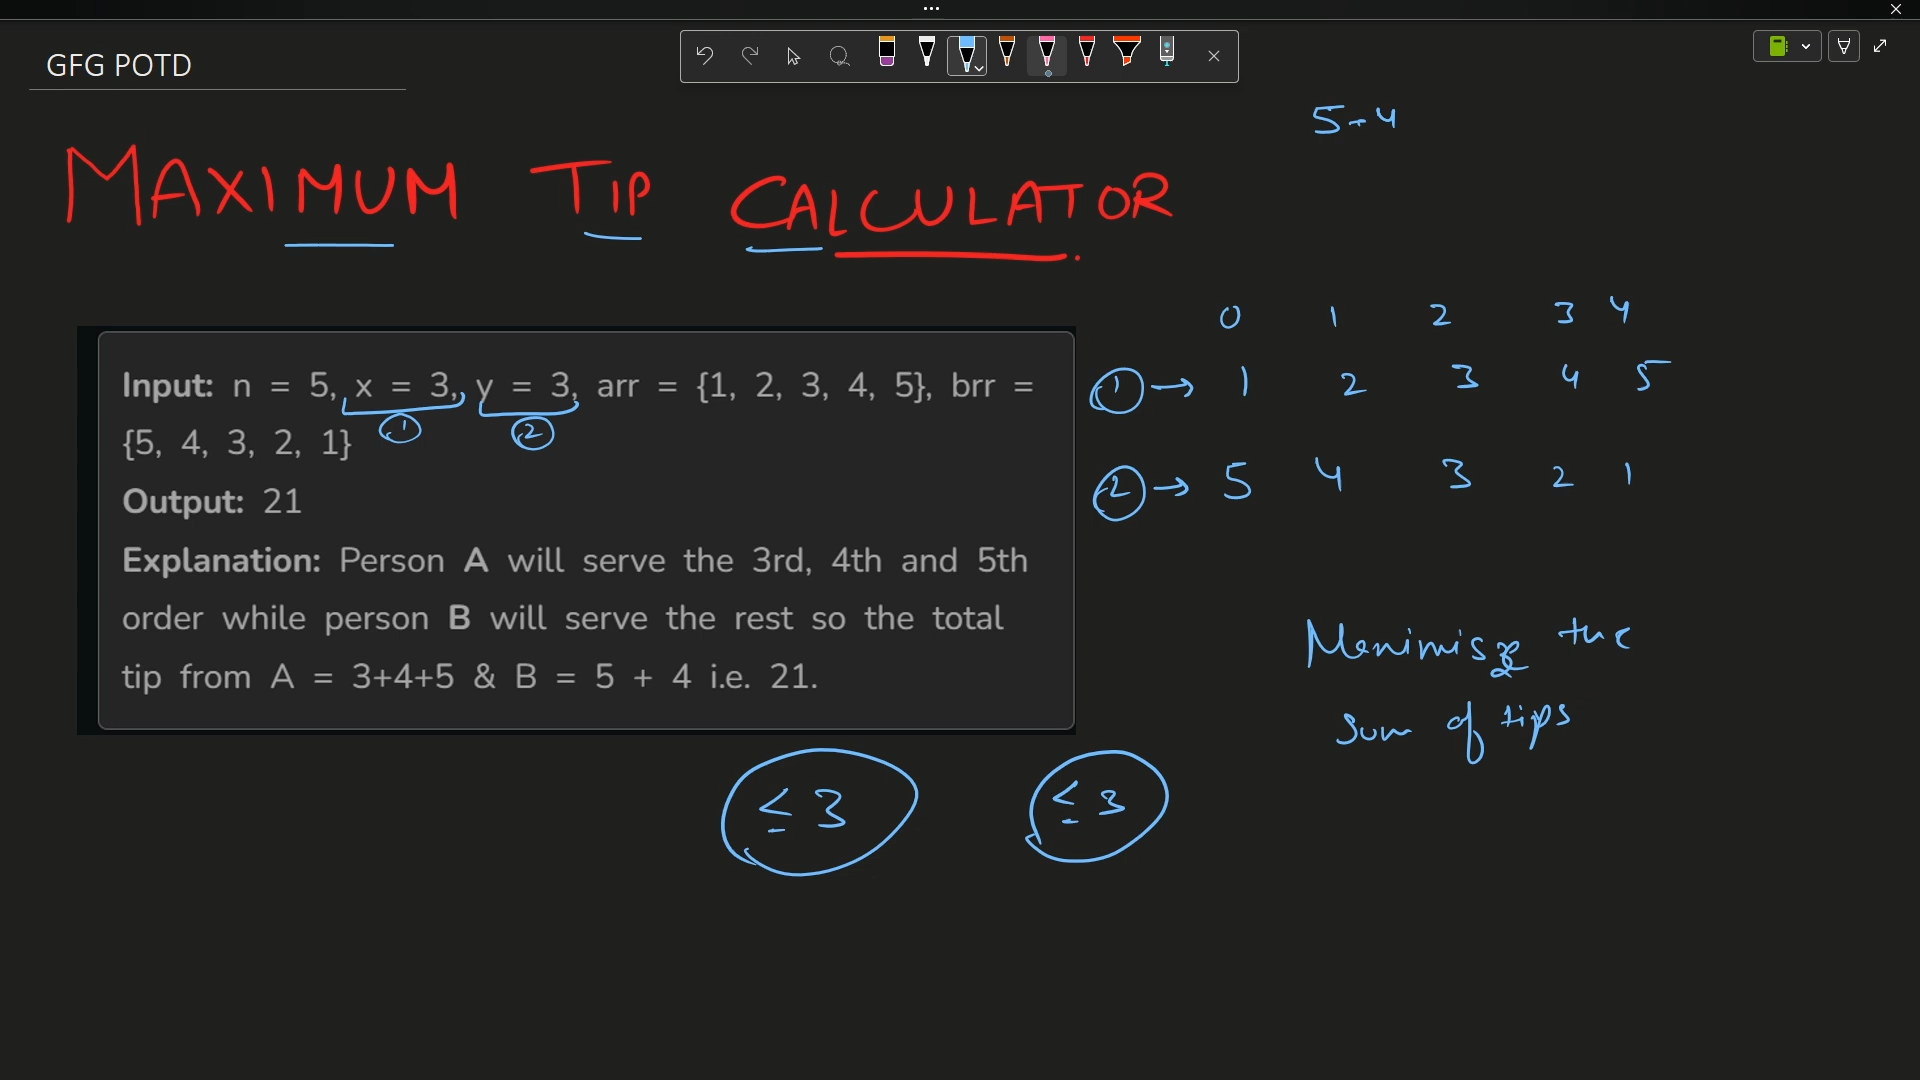 GFG POTD
5-4
MAXIMUM TIP CALCULATOR.
0 1 2 3 4
1 → 1 2 3 4 5
2 → 5 4 3 2 1
Input: n = 5, x = 3, y = 3, arr = {1, 2, 3, 4, 5}, brr =
1 2
{5, 4, 3, 2, 1}
Output: 21
Explanation: Person A will serve the 3rd, 4th and 5th
order while person B will serve the rest so the total
tip from A = 3+4+5 & B = 5 + 4 i.e. 21.
the
sum of tips
≤ 3 ≤ 3